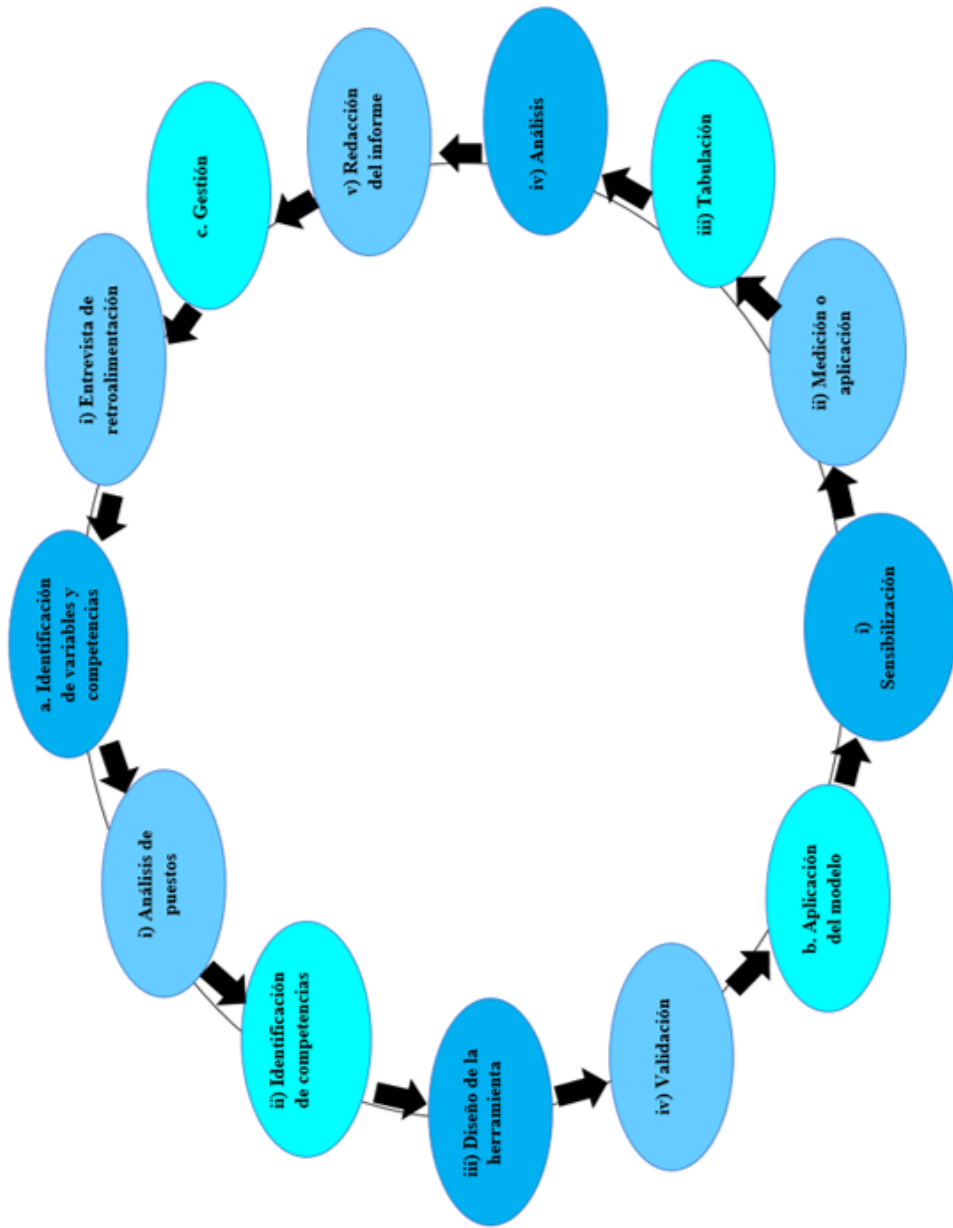 a. Identificación
de variables y
competencias
i) Análisis de
puestos
ii) Identificación
de competencias
iii) Diseño de la
herramienta
iv) Validación
b. Aplicación
del modelo
i)
Sensibilización
ii) Medición o
aplicación
iii) Tabulación
iv) Análisis
v) Redacción
del informe
c. Gestión
i) Entrevista de
retroalimentación